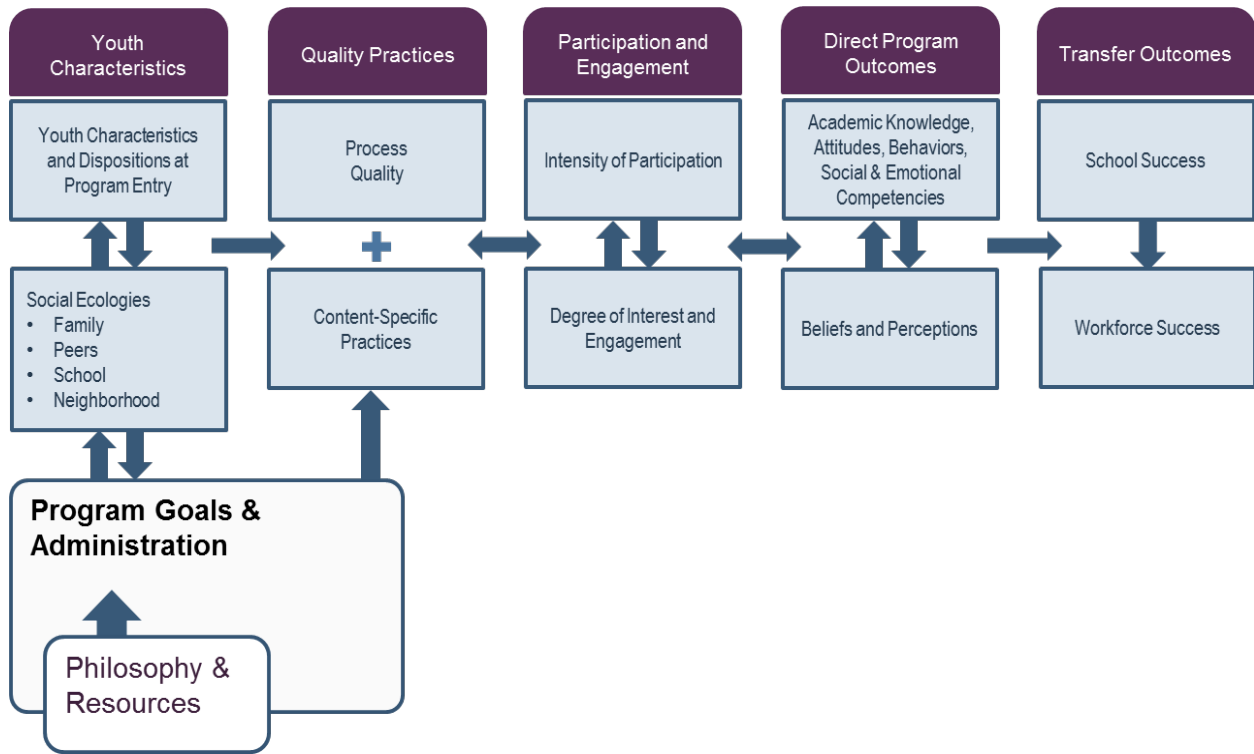 Youth
Characteristics
Quality Practices
Participation and
Engagement
Direct Program
Outcomes
Transfer Outcomes
Youth Characteristics
and Dispositions at
Program Entry
Process
Quality
Intensity of Participation
Academic Knowledge,
Attitudes, Behaviors,
Social & Emotional
Competencies
School Success
Social Ecologies
• Family
• Peers
• School
• Neighborhood
Content-Specific
Practices
Degree of Interest and
Engagement
Beliefs and Perceptions
Workforce Success
Program Goals &
Administration
Philosophy &
Resources